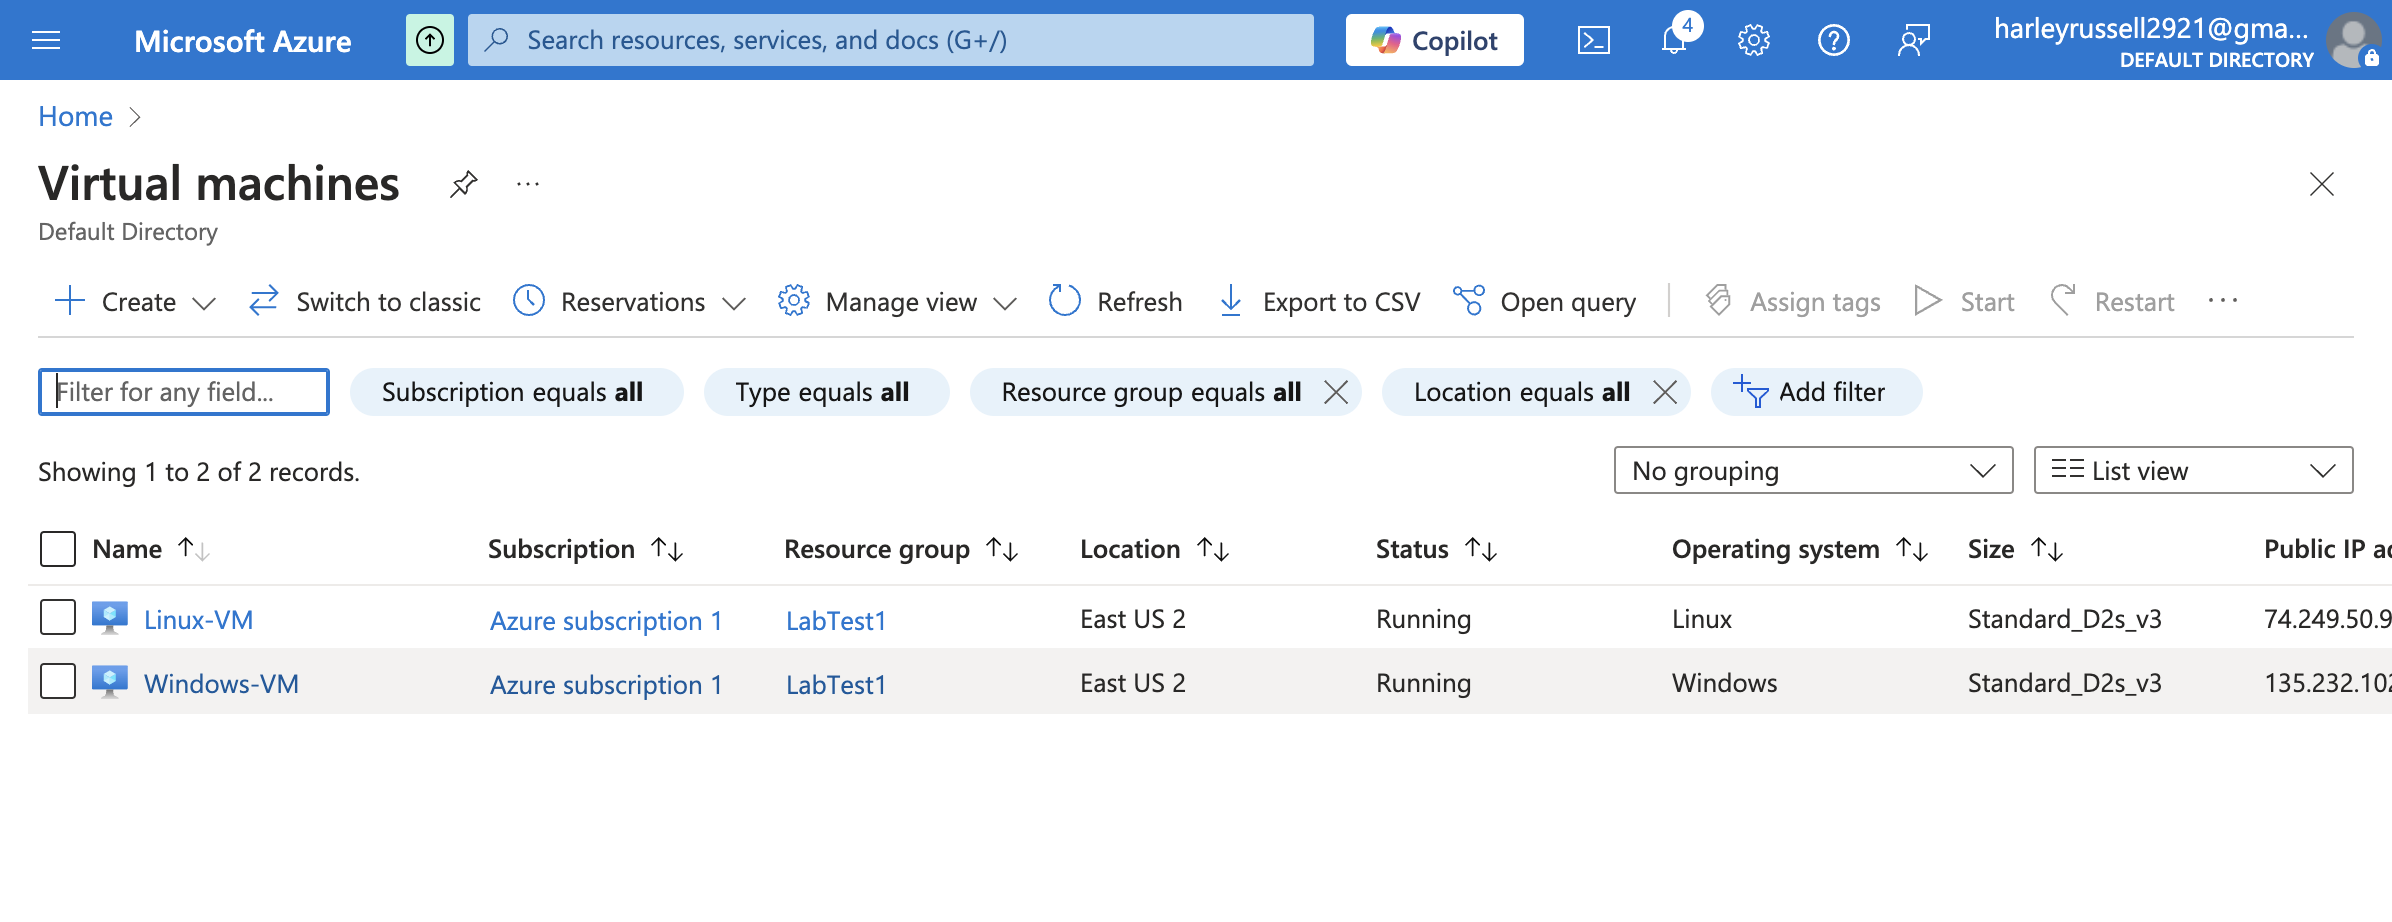 Microsoft Azure
Search resources, services, and docs (G+/)
Copilot
4
harleyrussell2921@gma...
DEFAULT DIRECTORY
Home
Virtual machines
Default Directory
Create
Switch to classic
Reservations
Manage view
Refresh
Export to CSV
Open query
Assign tags
Start
Restart
Filter for any field...
Subscription equals all
Type equals all
Resource group equals all
Location equals all
Add filter
Showing 1 to 2 of 2 records.
No grouping
List view
Name Subscription Resource group Location Status Operating system Size Public IP
Linux-VM Azure subscription 1 LabTest1 East US 2 Running Linux Standard_D2s_v3 74.249.50.9
Windows-VM Azure subscription 1 LabTest1 East US 2 Running Windows Standard_D2s_v3 135.232.102